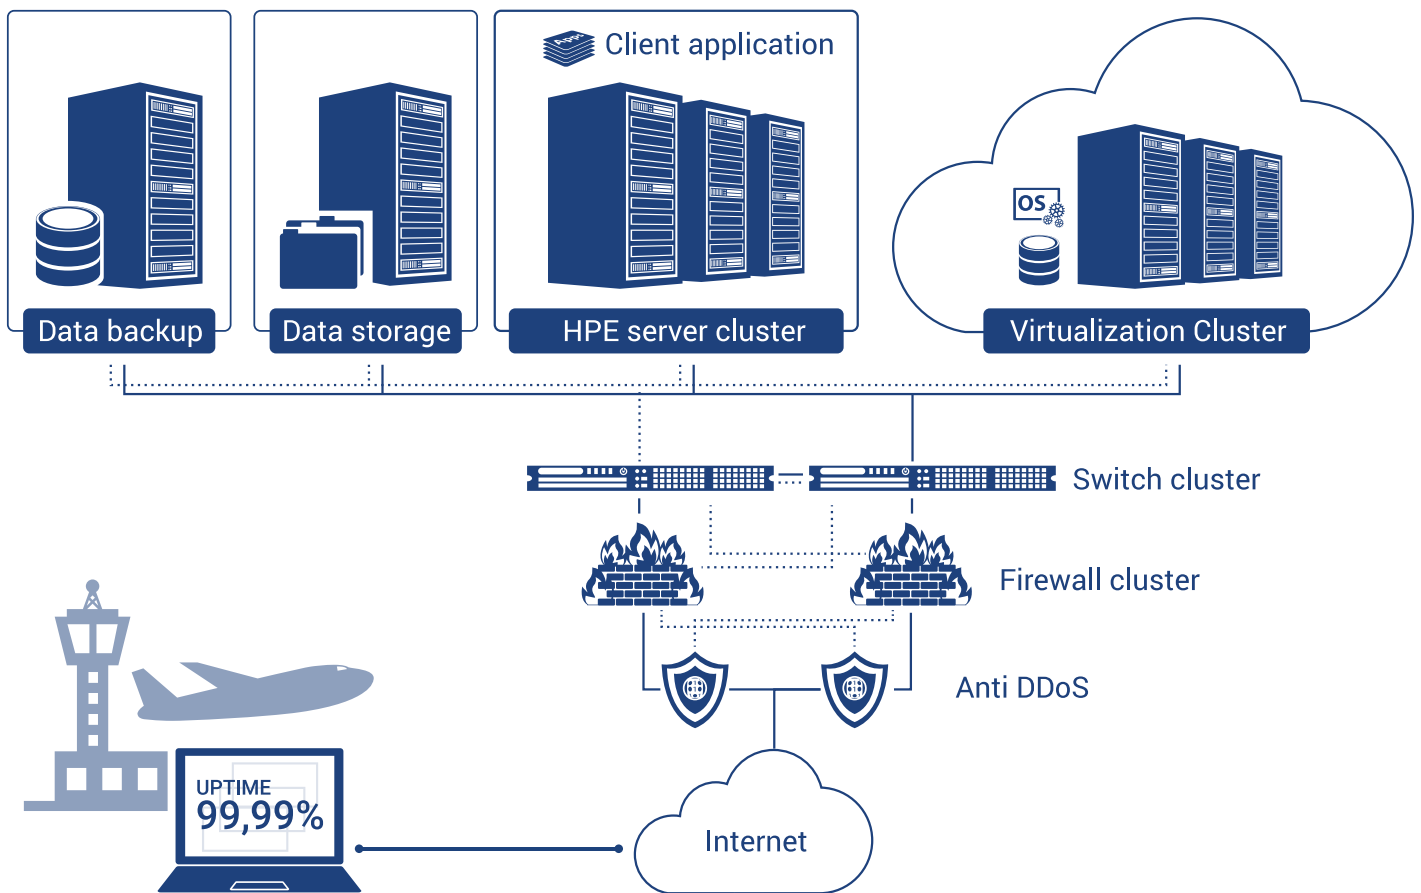 Apps
Client application
OS
Data backup
Data storage
HPE server cluster
Virtualization Cluster
Switch cluster
Firewall cluster
Anti DDoS
UPTIME
99,99%
Internet